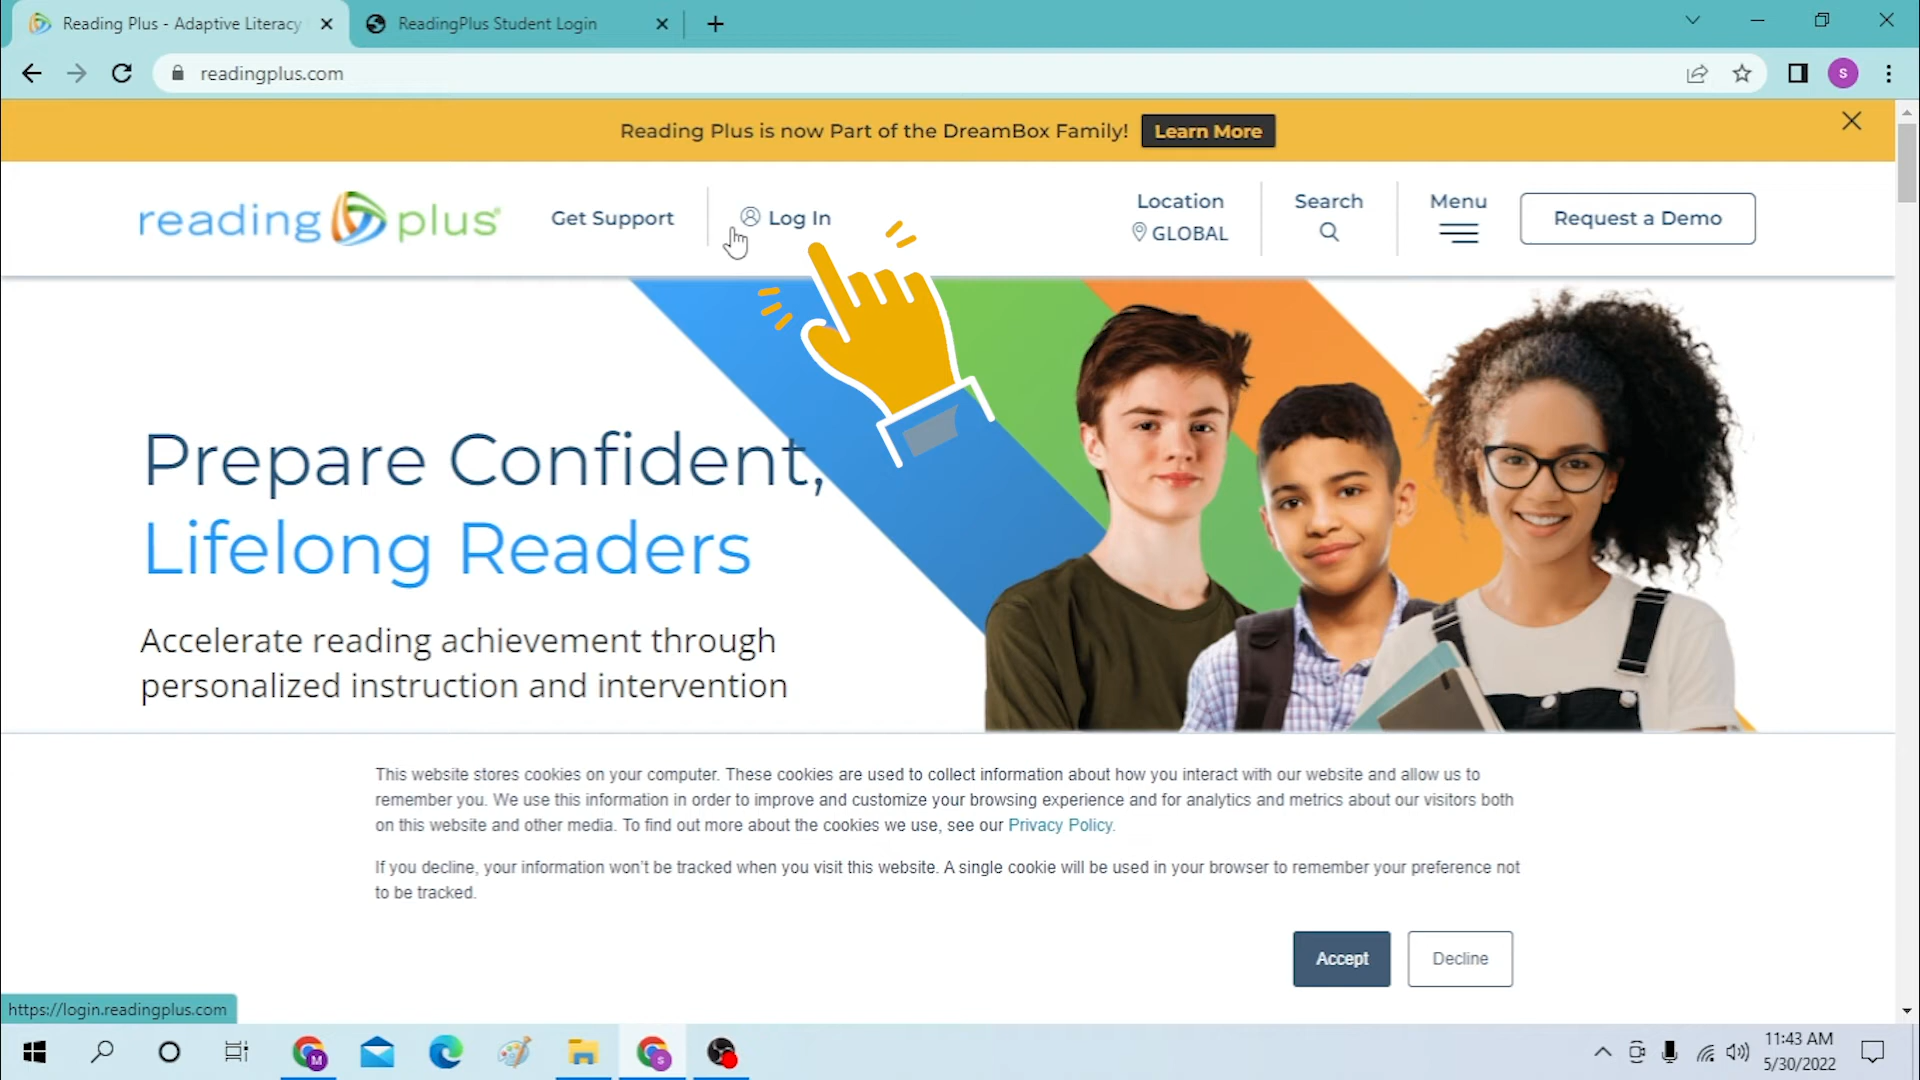 Reading Plus - Adaptive Literacy
ReadingPlus Student Login
readingplus.com
S
Reading Plus is now Part of the DreamBox Family!
Learn More
reading plus®
Get Support
Log In
Location
GLOBAL
Search
Menu
Request a Demo
Prepare Confident,
Lifelong Readers
Accelerate reading achievement through
personalized instruction and intervention
This website stores cookies on your computer. These cookies are used to collect information about how you interact with our website and allow us to
remember you. We use this information in order to improve and customize your browsing experience and for analytics and metrics about our visitors both
on this website and other media. To find out more about the cookies we use, see our Privacy Policy.
If you decline, your information won't be tracked when you visit this website. A single cookie will be used in your browser to remember your preference not
to be tracked.
Accept
Decline
https://login.readingplus.com
M
S
11:43 AM
5/30/2022